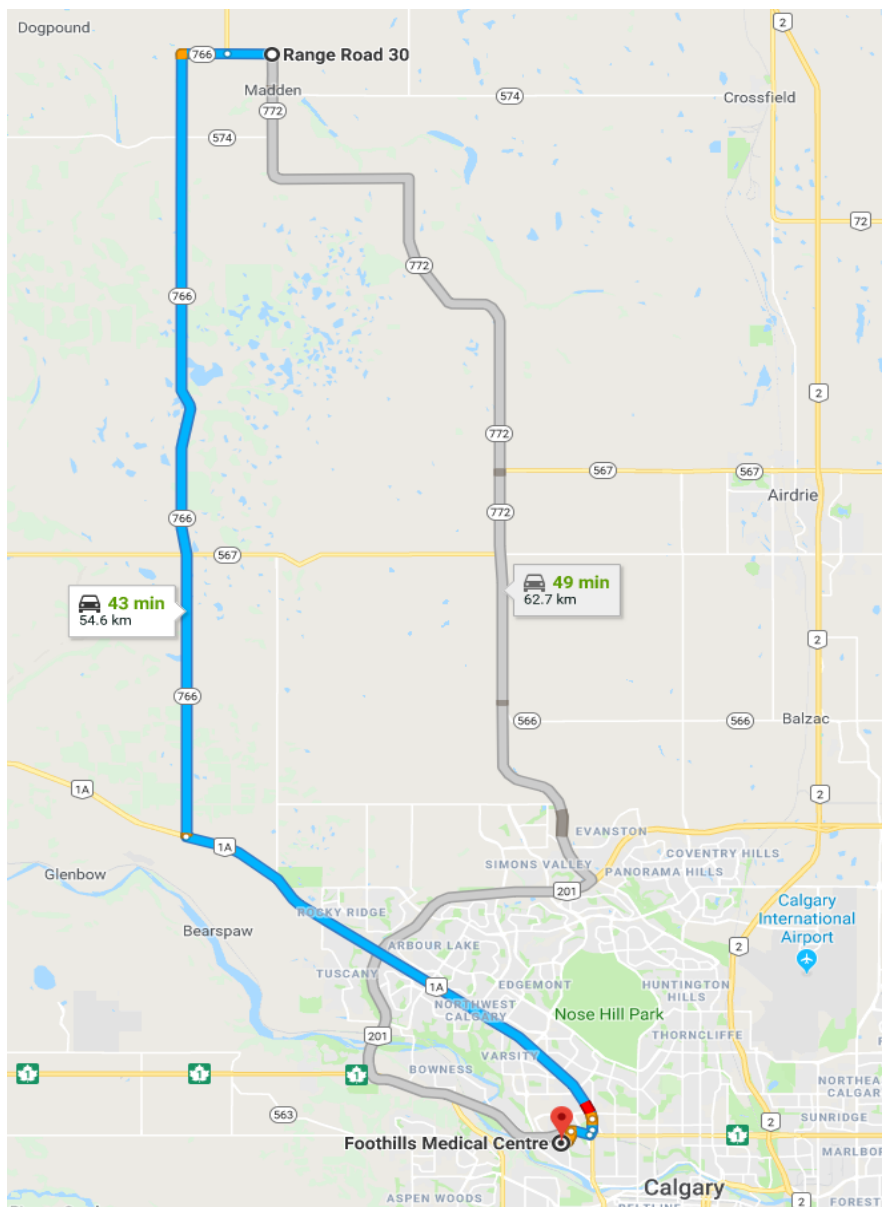 Dogpound
2
766
Range Road 30
Madden
574
Crossfield
772
574
72
772
766
2
772
567
567
Airdrie
766
772
567
49 min
62.7 km
43 min
54.6 km
2
766
566
566
Balzac
1A
2
1A
EVANSTON
COVENTRY HILLS
SIMONS VALLEY
PANORAMA HILLS
Glenbow
201
Calgary
International
Airport
ROCKY RIDGE
Bearspaw
ARBOUR LAKE
2
TUSCANY
EDGEMONT
HUNTINGTON
HILLS
1A
NORTHWEST
CALGARY
Nose Hill Park
201
THORNCLIFFE
VARSITY
BOWNESS
1
1
1
NORTHEA
CALGAR
563
SUNRIDGE
1
Foothills Medical Centre
MARLBOR
Calgary
ASPEN WOODS
2
FOREST